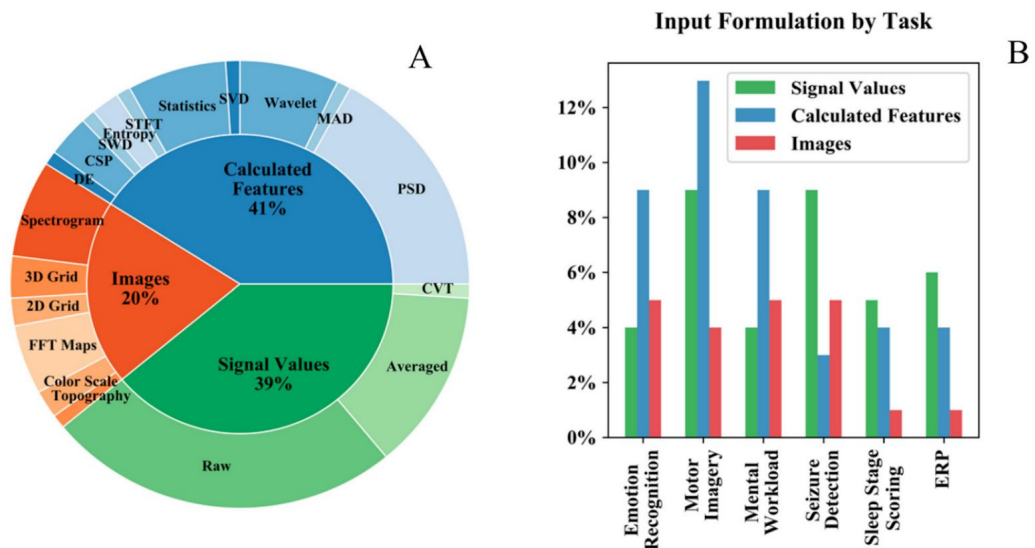 A
SVD
Wavelet
Statistics
MAD
STFT
Entropy
SWD
CSP
DE
Calculated
Features
41%
PSD
Spectrogram
3D Grid
2D Grid
FFT Maps
Color Scale
Topography
Images
20%
CVT
Signal Values
39%
Averaged
Raw
Input Formulation by Task
B
Signal Values
Calculated Features
Images
12%
10%
8%
6%
4%
2%
0%
Emotion
Recognition
Motor
Imagery
Mental
Workload
Seizure
Detection
Sleep Stage
Scoring
ERP